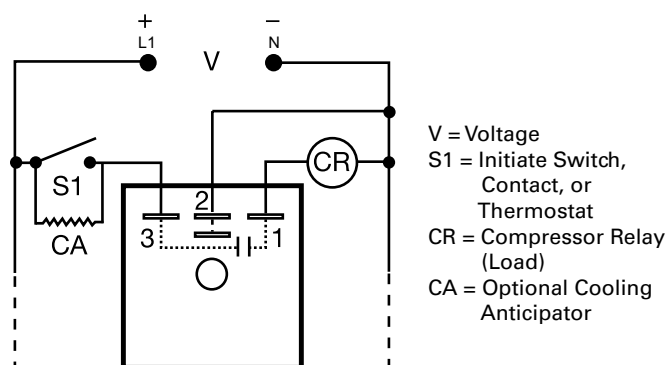 + −
L1 V N
S1
CA
CR
2
3 1
V = Voltage
S1 = Initiate Switch,
Contact, or
Thermostat
CR = Compressor Relay
(Load)
CA = Optional Cooling
Anticipator